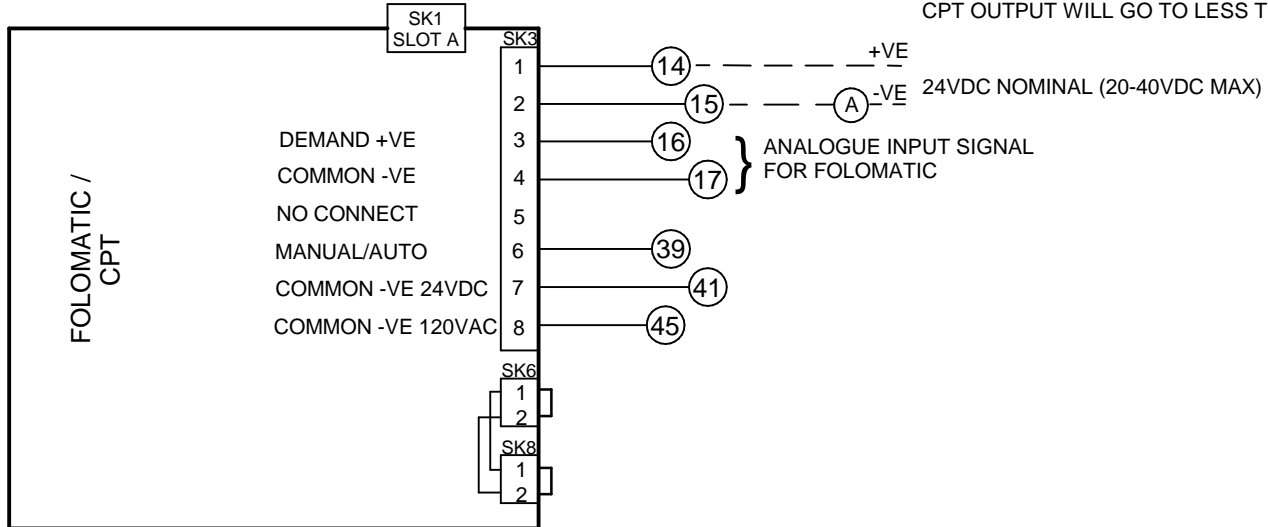 CPT OUTPUT WILL GO TO LESS T
SK1
SLOT A
SK3
1
14
+VE
2
15
A
-VE
24VDC NOMINAL (20-40VDC MAX)
DEMAND +VE
3
16
ANALOGUE INPUT SIGNAL
FOR FOLOMATIC
COMMON -VE
4
17
NO CONNECT
5
MANUAL/AUTO
6
39
COMMON -VE 24VDC
7
41
COMMON -VE 120VAC
8
45
FOLOMATIC /
CPT
SK6
1
2
SK8
1
2